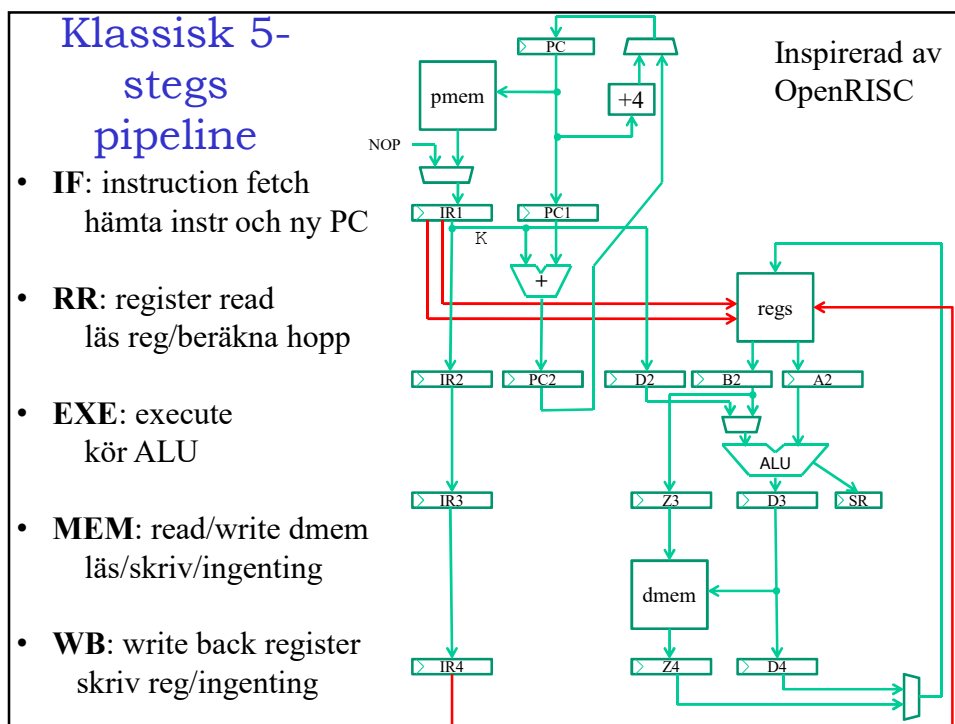 Klassisk 5-
stegs
pipeline
Inspirerad av
OpenRISC
• IF: instruction fetch
hämta instr och ny PC
• RR: register read
läs reg/beräkna hopp
• EXE: execute
kör ALU
• MEM: read/write dmem
läs/skriv/ingenting
• WB: write back register
skriv reg/ingenting
PC
pmem
+4
NOP
IR1
PC1
K
+
regs
IR2
PC2
D2
B2
A2
ALU
IR3
Z3
D3
SR
dmem
IR4
Z4
D4